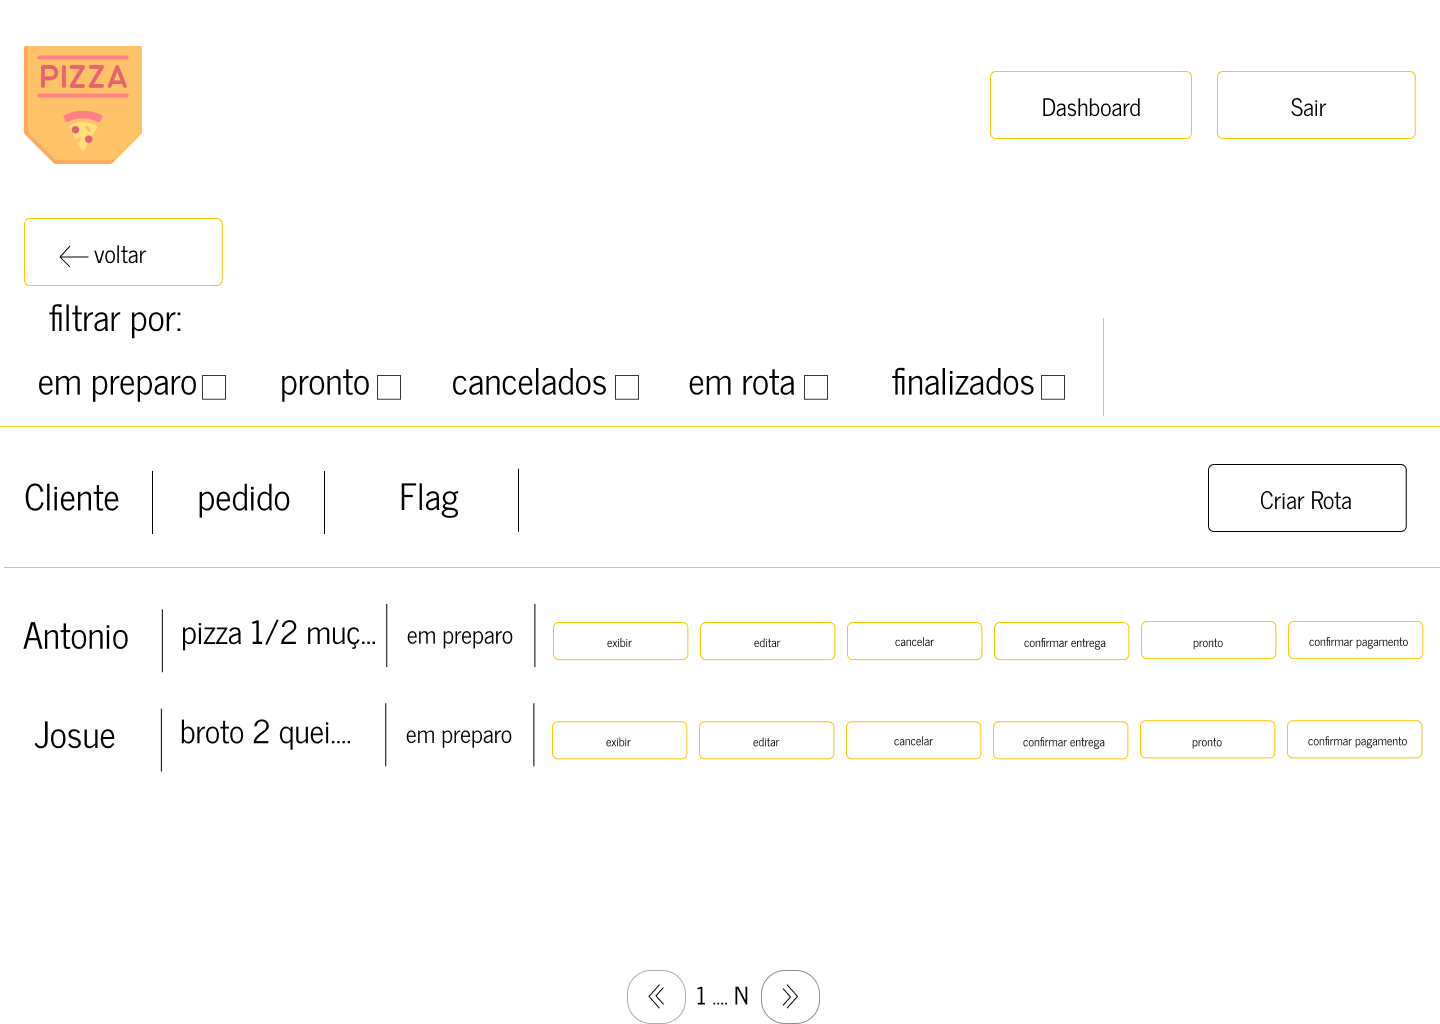 PIZZA
Dashboard Sair
voltar
filtrar por:
em preparo pronto cancelados em rota finalizados
Cliente pedido Flag Criar Rota
Antonio pizza 1/2 muç... em preparo exibir editar cancelar confirmar entrega pronto confirmar pagamento
Josue broto 2 quei.... em preparo exibir editar cancelar confirmar entrega pronto confirmar pagamento
1 .... N